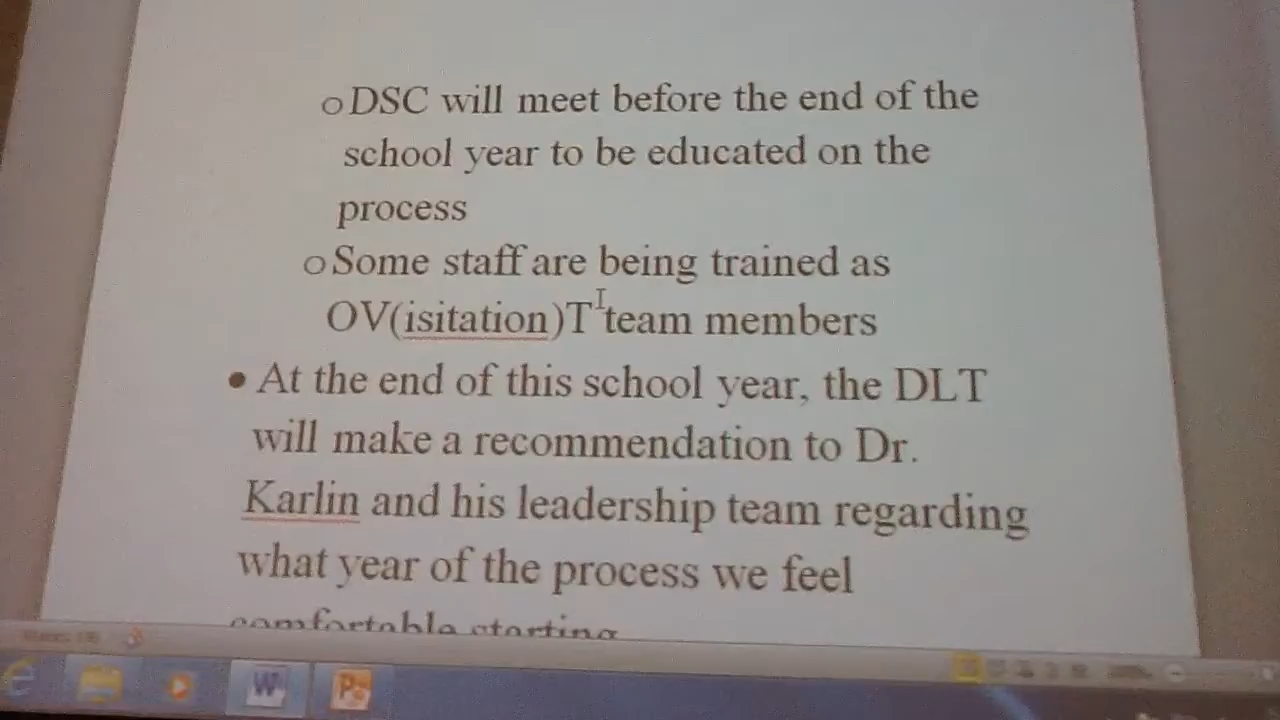 oDSC will meet before the end of the
school year to be educated on the
process
oSome staff are being trained as
OV(isitation)T team members
• At the end of this school year, the DLT
will make a recommendation to Dr.
Karlin and his leadership team regarding
what year of the process we feel
comfortable starting